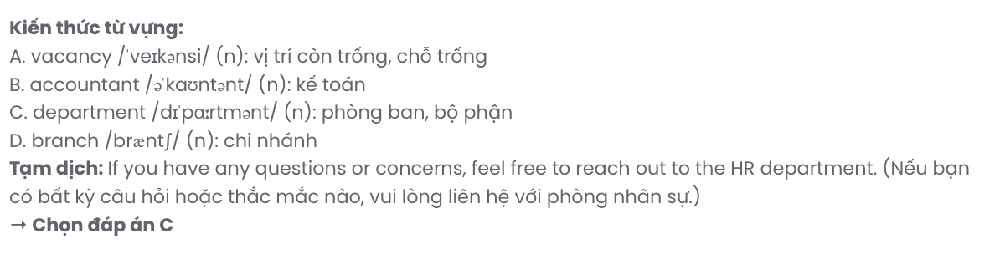 Kiến thức từ vựng:
A. vacancy /ˈveɪkənsi/ (n): vị trí còn trống, chỗ trống
B. accountant /əˈkaʊntənt/ (n): kế toán
C. department /dɪˈpɑːrtmənt/ (n): phòng ban, bộ phận
D. branch /bræntʃ/ (n): chi nhánh
Tạm dịch: If you have any questions or concerns, feel free to reach out to the HR department. (Nếu bạn
có bất kỳ câu hỏi hoặc thắc mắc nào, vui lòng liên hệ với phòng nhân sự.)
→ Chọn đáp án C